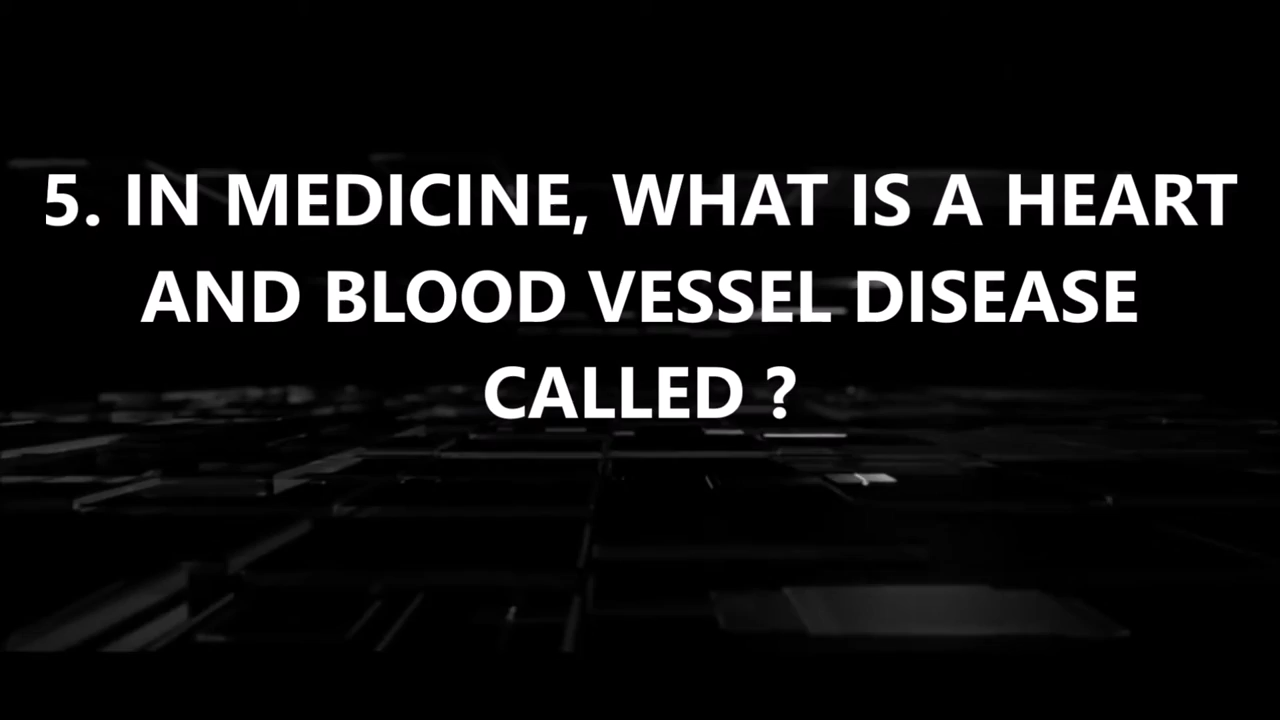 5. IN MEDICINE, WHAT IS A HEART
AND BLOOD VESSEL DISEASE
CALLED ?